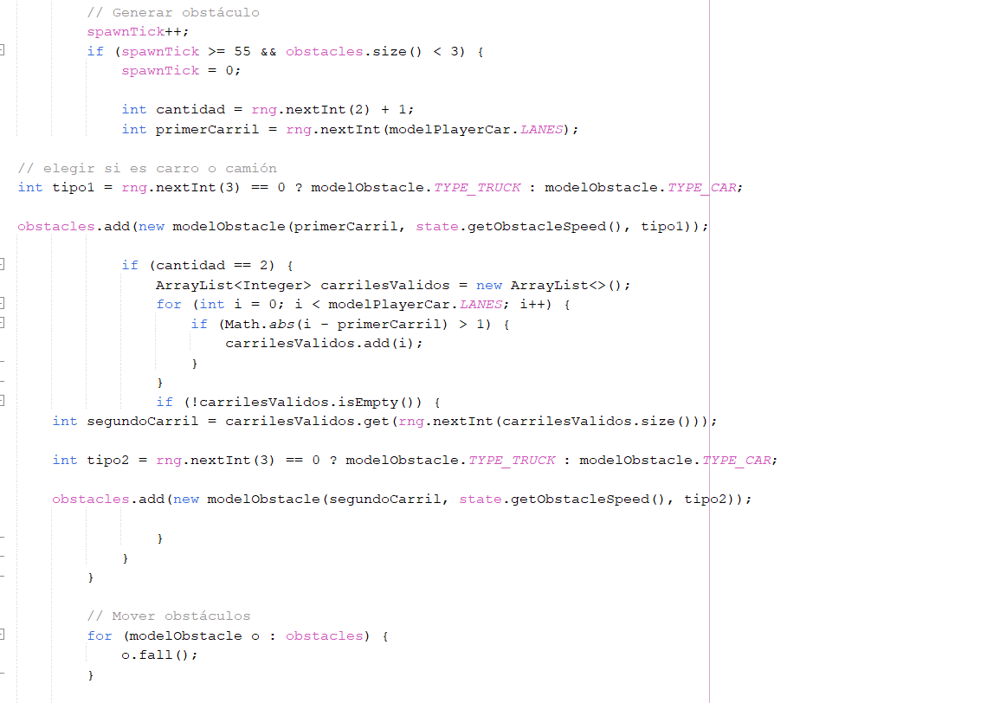 // Generar obstáculo
spawnTick++;
if (spawnTick >= 55 && obstacles.size() < 3) {
spawnTick = 0;
int cantidad = rng.nextInt(2) + 1;
int primerCarril = rng.nextInt(modelPlayerCar.LANES);
// elegir si es carro o camión
int tipo1 = rng.nextInt(3) == 0 ? modelObstacle.TYPE_TRUCK : modelObstacle.TYPE_CAR;
obstacles.add(new modelObstacle(primerCarril, state.getObstacleSpeed(), tipo1));
if (cantidad == 2) {
ArrayList<Integer> carrilesValidos = new ArrayList<>();
for (int i = 0; i < modelPlayerCar.LANES; i++) {
if (Math.abs(i - primerCarril) > 1) {
carrilesValidos.add(i);
}
}
if (!carrilesValidos.isEmpty()) {
int segundoCarril = carrilesValidos.get(rng.nextInt(carrilesValidos.size()));
int tipo2 = rng.nextInt(3) == 0 ? modelObstacle.TYPE_TRUCK : modelObstacle.TYPE_CAR;
obstacles.add(new modelObstacle(segundoCarril, state.getObstacleSpeed(), tipo2));
}
}
}
// Mover obstáculos
for (modelObstacle o : obstacles) {
o.fall();
}